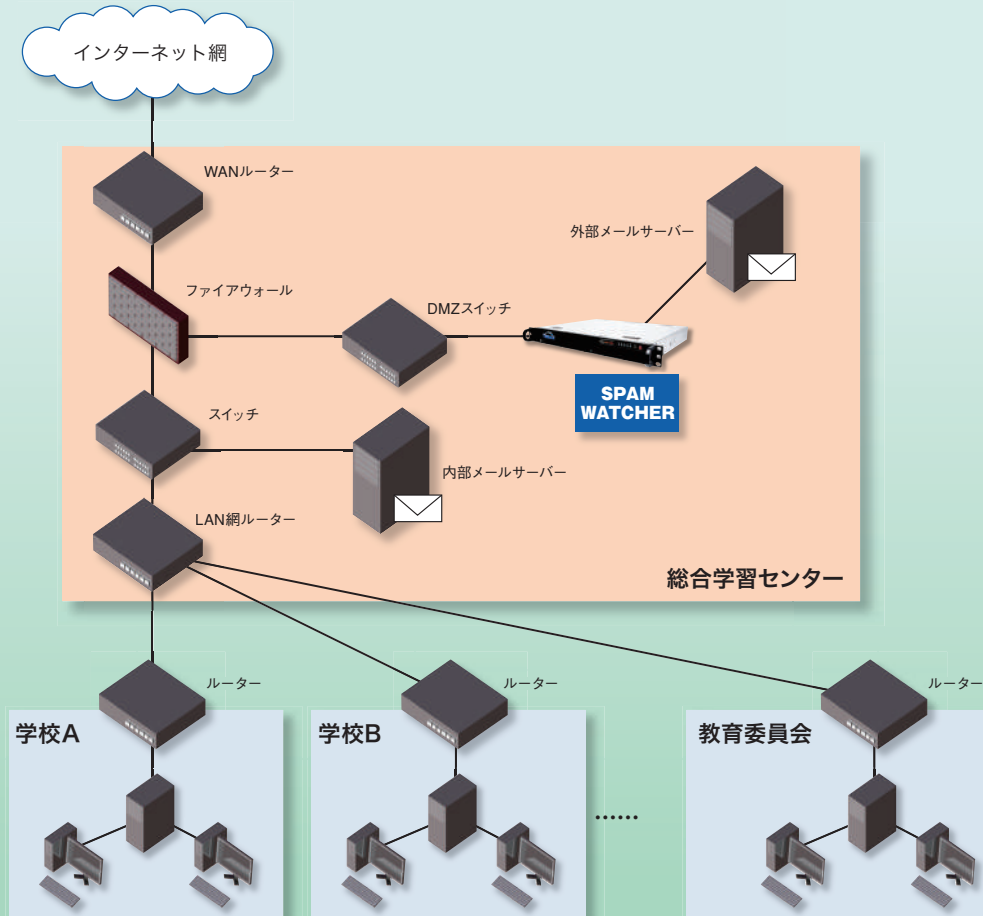 インターネット網
WANルーター
外部メールサーバー
ファイアウォール
DMZスイッチ
SPAM
WATCHER
スイッチ
内部メールサーバー
LAN網ルーター
総合学習センター
ルーター
ルーター
ルーター
学校A
学校B
教育委員会
……